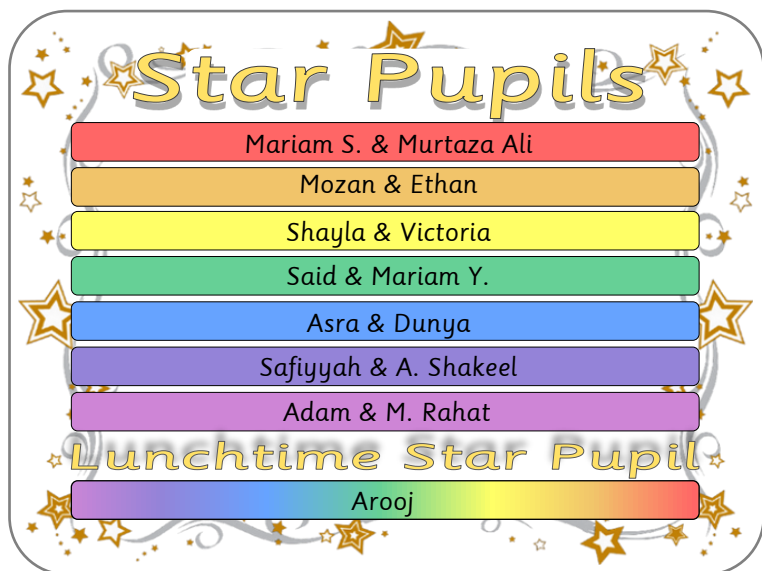 Star Pupils
Mariam S. & Murtaza Ali
Mozan & Ethan
Shayla & Victoria
Said & Mariam Y.
Asra & Dunya
Safiyyah & A. Shakeel
Adam & M. Rahat
Lunchtime Star Pupil
Arooj